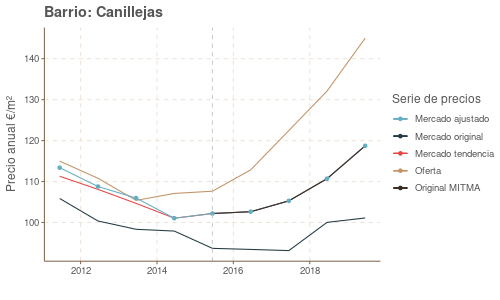 Barrio: Canillejas
Precio anual €/m²
140
130
120
110
100
2012
2014
2016
2018
Serie de precios
Mercado ajustado
Mercado original
Mercado tendencia
Oferta
Original MITMA